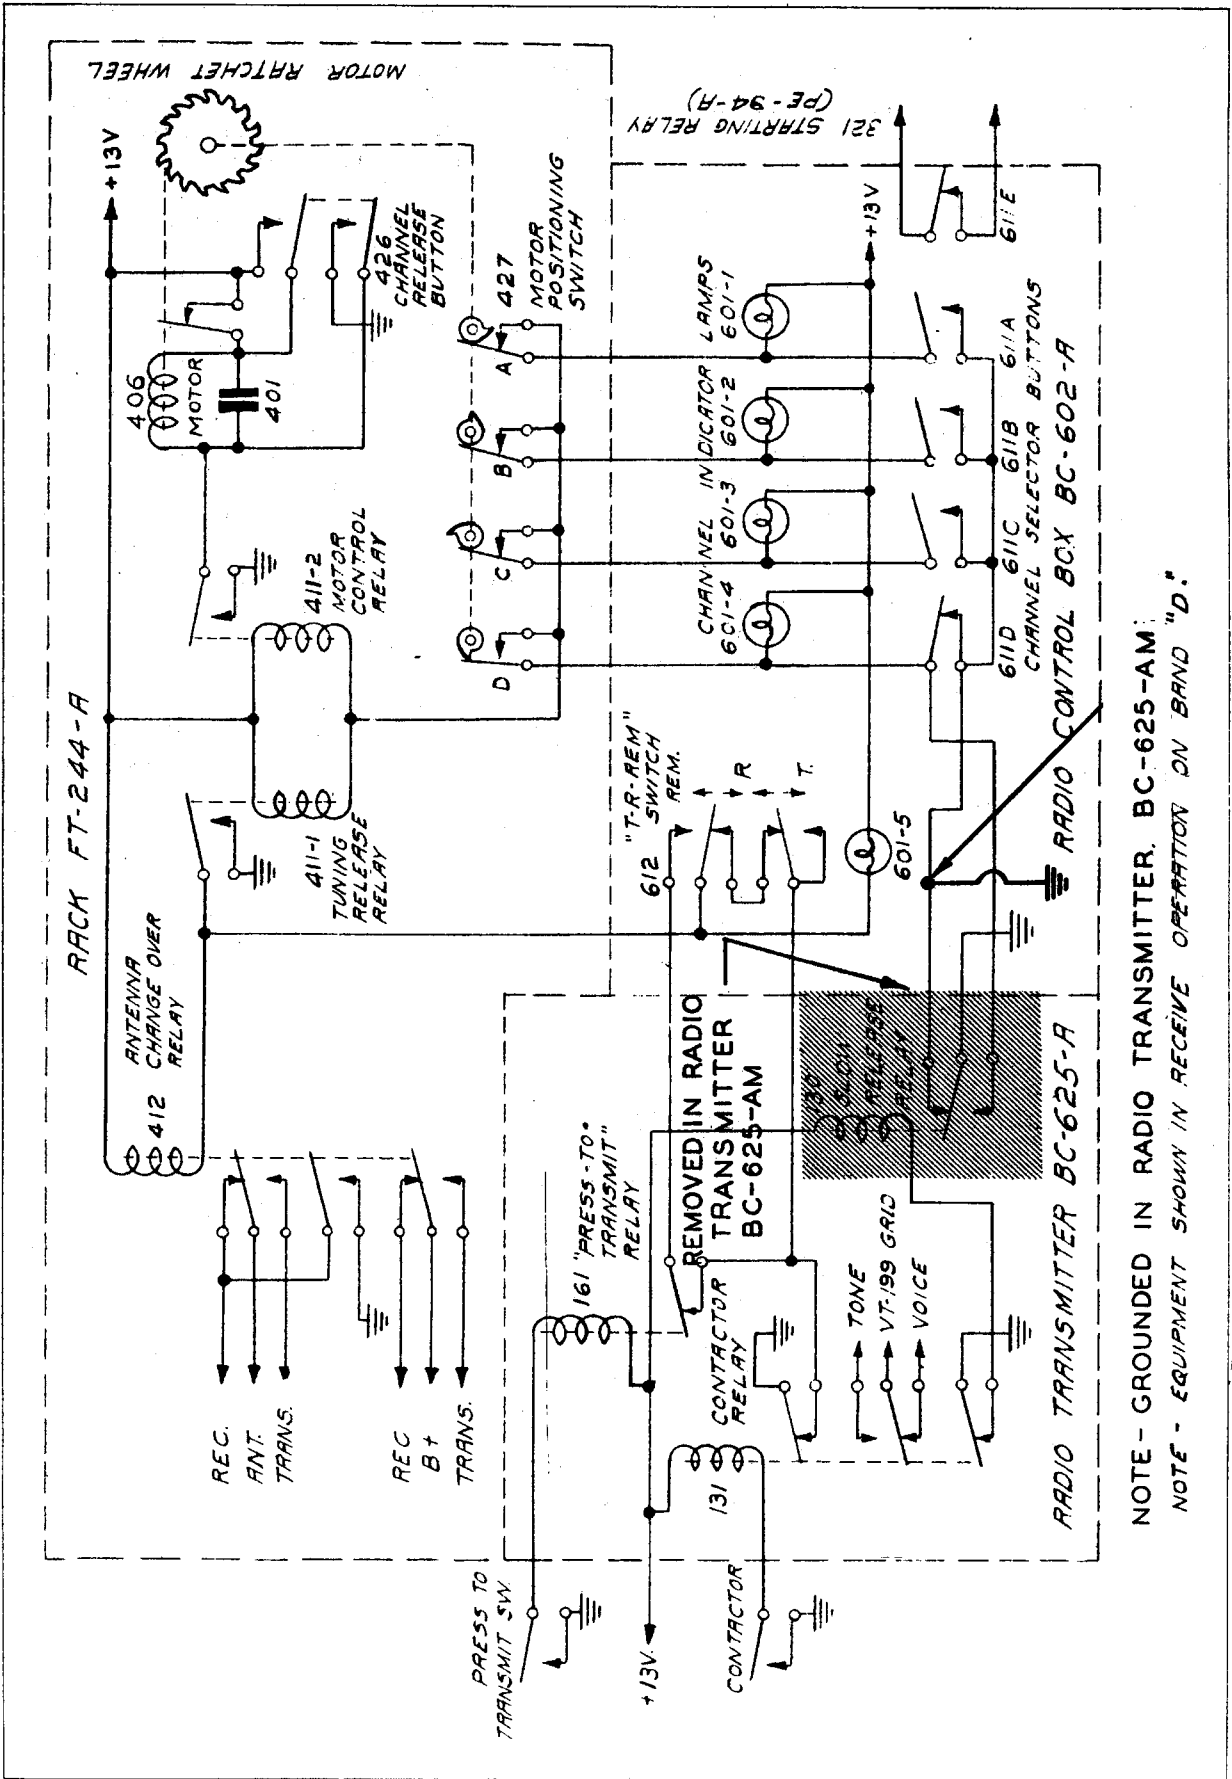 RACK FT-244-A
MOTOR RATCHET WHEEL
+13V
406
MOTOR
401
426
CHANNEL
RELEASE
BUTTON
411-2
MOTOR
CONTROL
RELAY
411-1
TUNING
RELEASE
RELAY
ANTENNA
412 CHANGE OVER
RELAY
REC.
ANT.
TRANS.
REC
B+
TRANS.
A
B
C
D
427
MOTOR
POSITIONING
SWITCH
321 STARTING RELAY
(PE-94-A)
CHANNEL INDICATOR LAMPS
601-4
601-3
601-2
601-1
+13V
"T-R-REM"
SWITCH
612
REM.
R
T.
601-5
611D
611C
611B
611A
611E
CHANNEL SELECTOR BUTTONS
RADIO CONTROL BOX BC-602-A
PRESS TO
TRANSMIT SW.
161 "PRESS-TO-
TRANSMIT"
RELAY
REMOVED IN RADIO
TRANSMITTER
BC-625-AM
130
SLOW
RELEASE
RELAY
+13V.
131
CONTACTOR
RELAY
CONTACTOR
TONE
VT-199 GRID
VOICE
RADIO TRANSMITTER BC-625-A
NOTE - GROUNDED IN RADIO TRANSMITTER, BC-625-AM
NOTE - EQUIPMENT SHOWN IN RECEIVE OPERATION ON BAND "D."